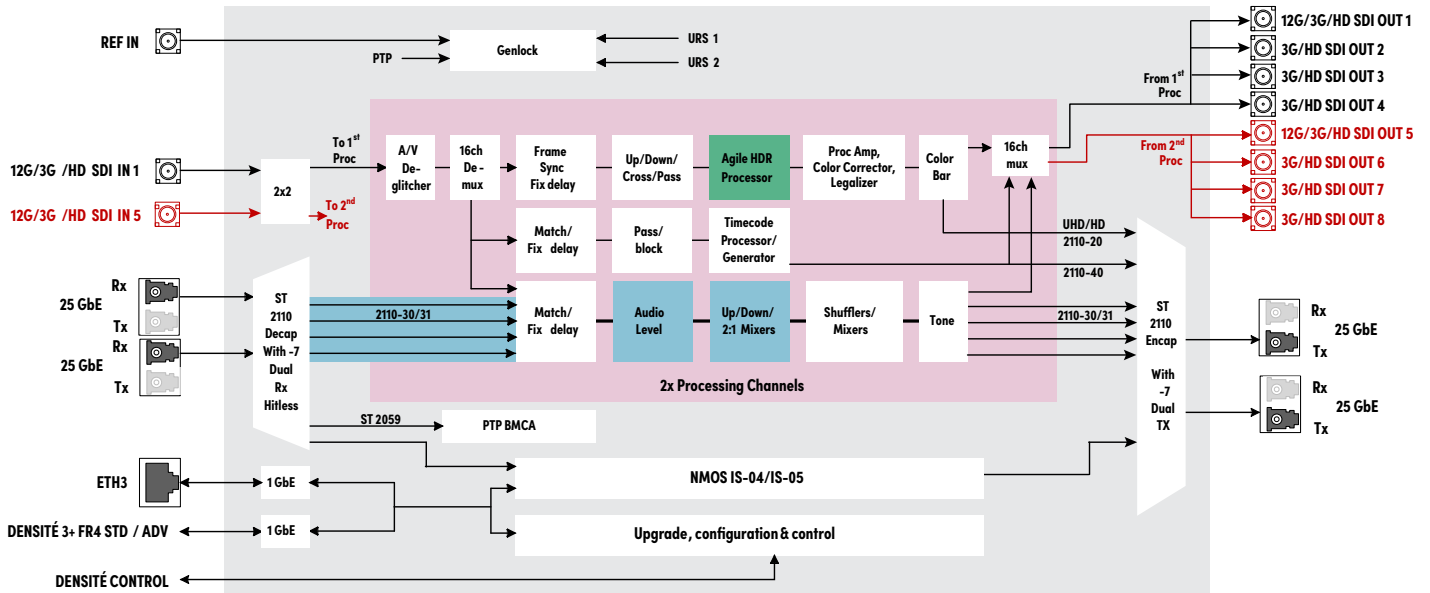 REF IN
PTP
Genlock
URS 1
URS 2
12G/3G/HD SDI OUT 1
3G/HD SDI OUT 2
3G/HD SDI OUT 3
3G/HD SDI OUT 4
12G/3G/HD SDI OUT 5
3G/HD SDI OUT 6
3G/HD SDI OUT 7
3G/HD SDI OUT 8
From 1st
Proc
From 2nd
Proc
12G/3G /HD SDI IN 1
12G/3G /HD SDI IN 5
2x2
To 1st
Proc
To 2nd
Proc
A/V
De-
glitcher
16ch
De-
mux
Frame
Sync
Fix delay
Up/Down/
Cross/Pass
Agile HDR
Processor
Proc Amp,
Color Corrector,
Legalizer
Color
Bar
16ch
mux
Match/
Fix delay
Pass/
block
Timecode
Processor/
Generator
UHD/HD
2110-20
2110-40
Rx
25 GbE
Tx
Rx
25 GbE
Tx
ST
2110
Decap
With -7
Dual
Rx
Hitless
2110-30/31
Match/
Fix delay
Audio
Level
Up/Down/
2:1 Mixers
Shufflers/
Mixers
Tone
2110-30/31
2x Processing Channels
ST
2110
Encap
With
-7
Dual
TX
Rx
25 GbE
Tx
Rx
25 GbE
Tx
ST 2059
PTP BMCA
ETH3
1 GbE
NMOS IS-04/IS-05
DENSITÉ 3+ FR4 STD / ADV
1 GbE
Upgrade, configuration & control
DENSITÉ CONTROL